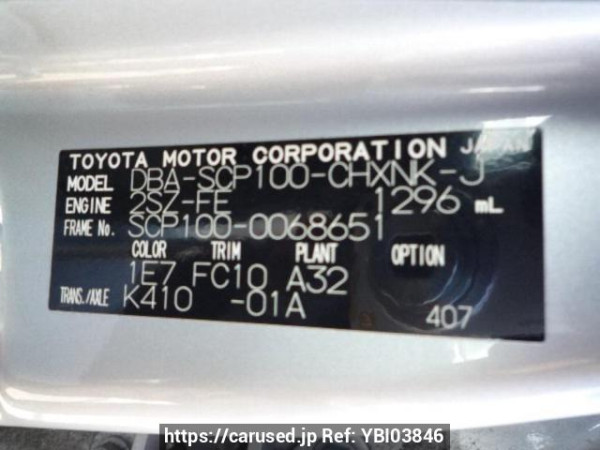 TOYOTA MOTOR CORPORATION JAPAN
MODEL DBA-SCP100-CHXNK-J
ENGINE 2SZ-FE 1296 mL
FRAME No. SCP100-0068651
COLOR TRIM PLANT OPTION
1E7 FC10 A32
TRANS./AXLE K410 -01A
407
https://carused.jp Ref: YBI03846